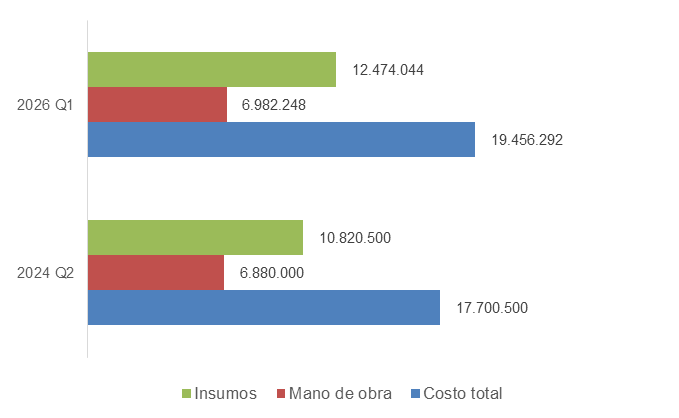 12.474.044
2026 Q1
6.982.248
19.456.292
10.820.500
2024 Q2
6.880.000
17.700.500
Insumos Mano de obra Costo total